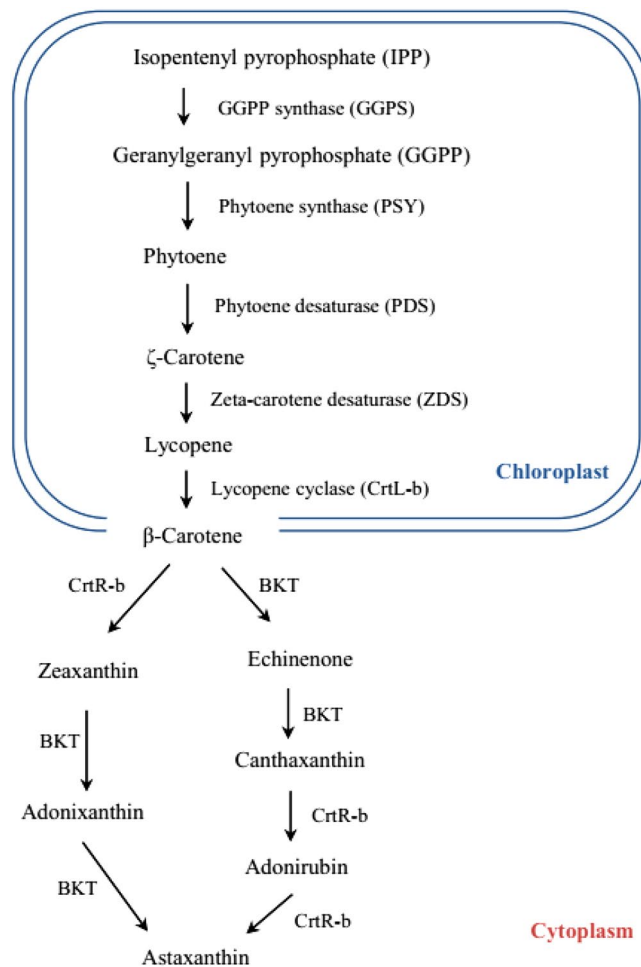 Isopentenyl pyrophosphate (IPP)
GGPP synthase (GGPS)
Geranylgeranyl pyrophosphate (GGPP)
Phytoene synthase (PSY)
Phytoene
Phytoene desaturase (PDS)
ζ-Carotene
Zeta-carotene desaturase (ZDS)
Lycopene
Chloroplast
Lycopene cyclase (CrtL-b)
β-Carotene
CrtR-b
BKT
Zeaxanthin
Echinenone
BKT
BKT
Canthaxanthin
Adonixanthin
CrtR-b
Adonirubin
BKT
CrtR-b
Cytoplasm
Astaxanthin